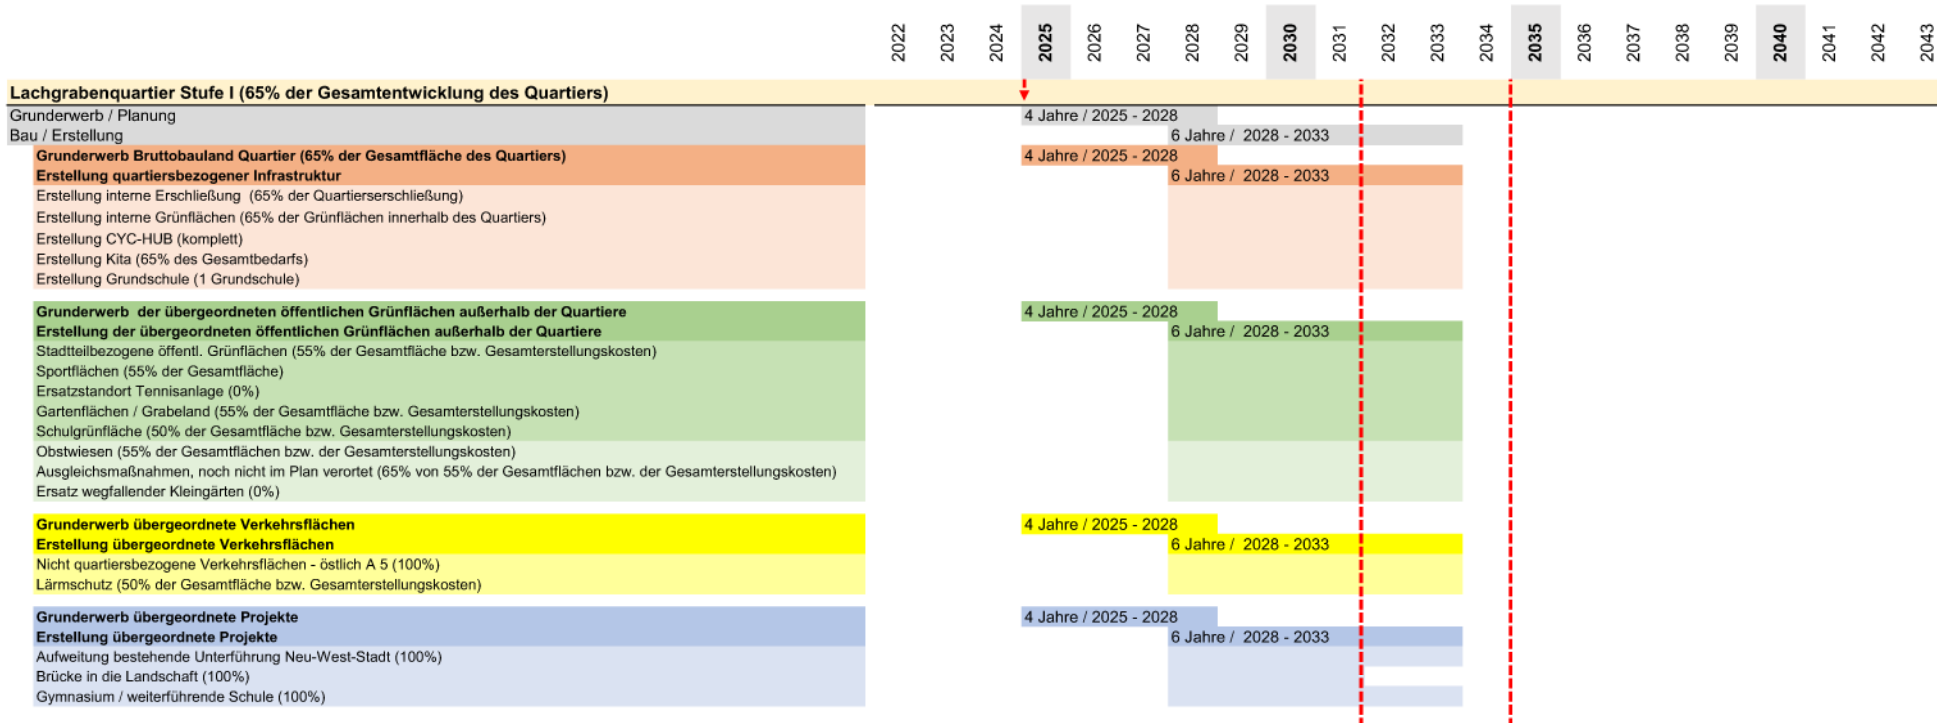 2022 2023 2024 2025 2026 2027 2028 2029 2030 2031 2032 2033 2034 2035 2036 2037 2038 2039 2040 2041 2042 2043
Lachgrabenquartier Stufe I (65% der Gesamtentwicklung des Quartiers)
Grunderwerb / Planung 4 Jahre / 2025 - 2028
Bau / Erstellung 6 Jahre / 2028 - 2033
Grunderwerb Bruttobauland Quartier (65% der Gesamtfläche des Quartiers) 4 Jahre / 2025 - 2028
Erstellung quartiersbezogener Infrastruktur 6 Jahre / 2028 - 2033
Erstellung interne Erschließung (65% der Quartierserschließung)
Erstellung interne Grünflächen (65% der Grünflächen innerhalb des Quartiers)
Erstellung CYC-HUB (komplett)
Erstellung Kita (65% des Gesamtbedarfs)
Erstellung Grundschule (1 Grundschule)
Grunderwerb der übergeordneten öffentlichen Grünflächen außerhalb der Quartiere 4 Jahre / 2025 - 2028
Erstellung der übergeordneten öffentlichen Grünflächen außerhalb der Quartiere 6 Jahre / 2028 - 2033
Stadtteilbezogene öffentl. Grünflächen (55% der Gesamtfläche bzw. Gesamterstellungskosten)
Sportflächen (55% der Gesamtfläche)
Ersatzstandort Tennisanlage (0%)
Gartenflächen / Grabeland (55% der Gesamtfläche bzw. Gesamterstellungskosten)
Schulgrünfläche (50% der Gesamtfläche bzw. Gesamterstellungskosten)
Obstwiesen (55% der Gesamtflächen bzw. der Gesamterstellungskosten)
Ausgleichsmaßnahmen, noch nicht im Plan verortet (65% von 55% der Gesamtflächen bzw. der Gesamterstellungskosten)
Ersatz wegfallender Kleingärten (0%)
Grunderwerb übergeordnete Verkehrsflächen 4 Jahre / 2025 - 2028
Erstellung übergeordnete Verkehrsflächen 6 Jahre / 2028 - 2033
Nicht quartiersbezogene Verkehrsflächen - östlich A 5 (100%)
Lärmschutz (50% der Gesamtfläche bzw. Gesamterstellungskosten)
Grunderwerb übergeordnete Projekte 4 Jahre / 2025 - 2028
Erstellung übergeordnete Projekte 6 Jahre / 2028 - 2033
Aufweitung bestehende Unterführung Neu-West-Stadt (100%)
Brücke in die Landschaft (100%)
Gymnasium / weiterführende Schule (100%)